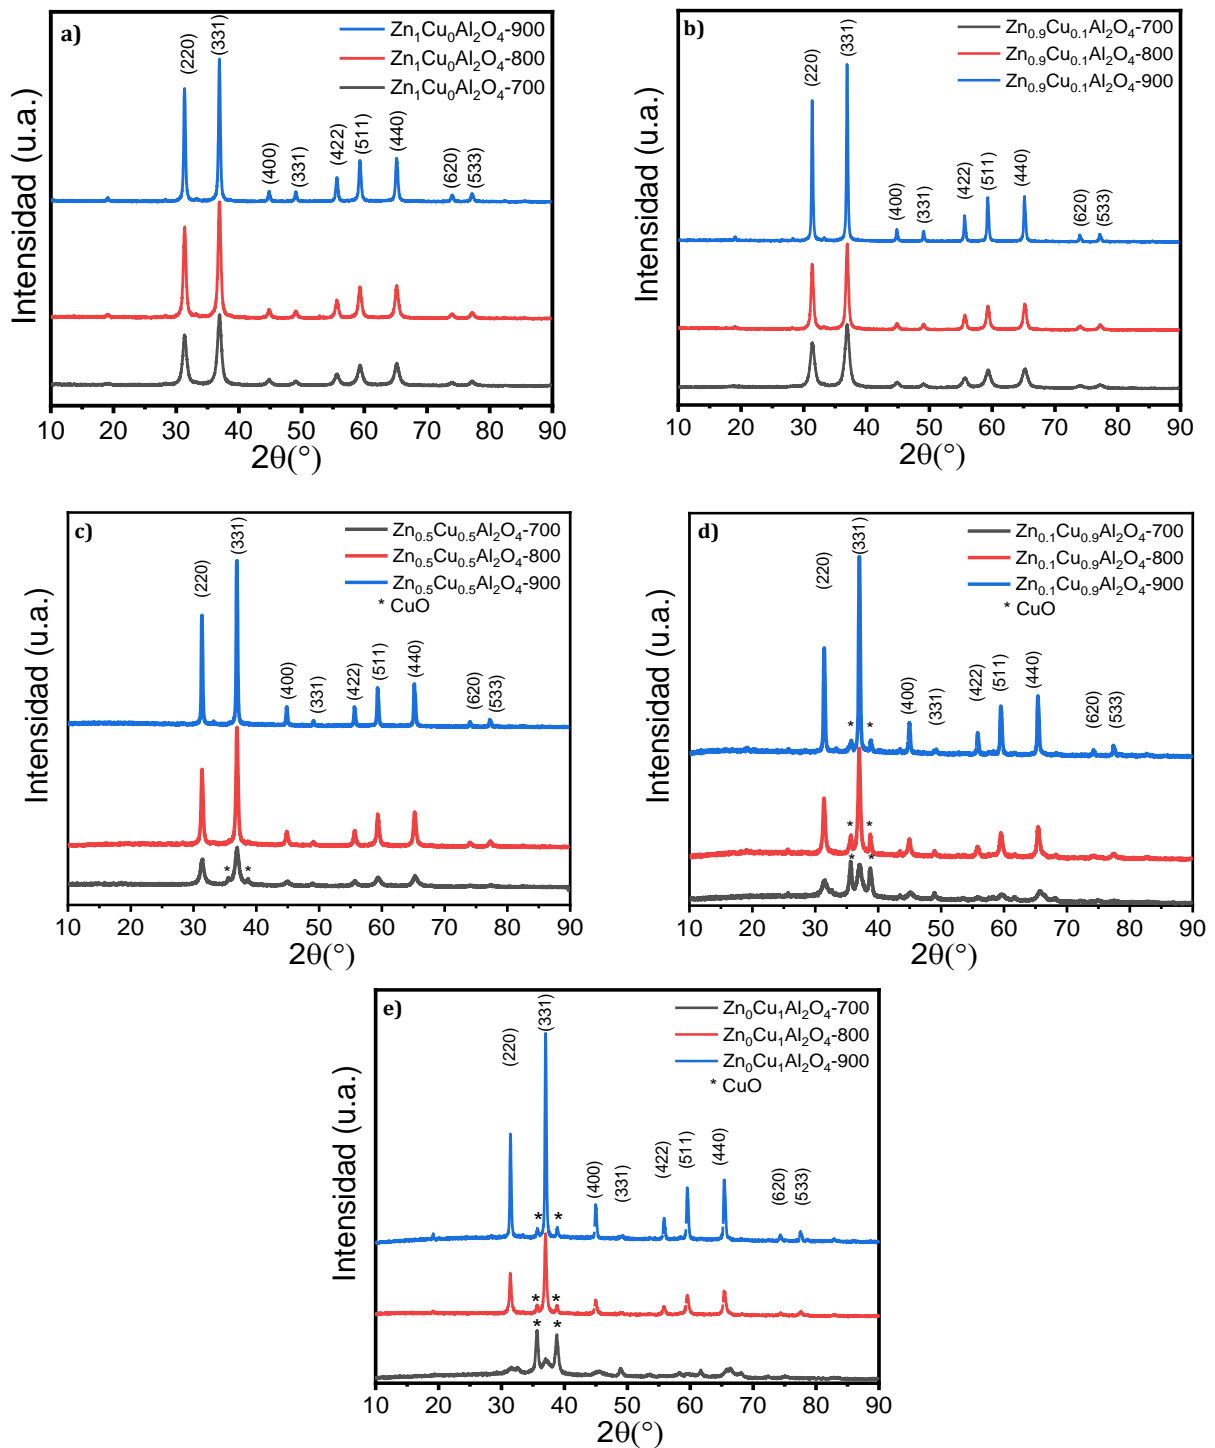 a)
Zn₁Cu₀Al₂O₄-900
Zn₁Cu₀Al₂O₄-800
Zn₁Cu₀Al₂O₄-700
(220)
(331)
(400)
(331)
(422)
(511)
(440)
(620)
(533)
Intensidad (u.a.)
10 20 30 40 50 60 70 80 90
2θ(°)
b)
Zn₀.₉Cu₀.₁Al₂O₄-700
Zn₀.₉Cu₀.₁Al₂O₄-800
Zn₀.₉Cu₀.₁Al₂O₄-900
(220)
(331)
(400)
(331)
(422)
(511)
(440)
(620)
(533)
Intensidad (u.a.)
10 20 30 40 50 60 70 80 90
2θ(°)
c)
Zn₀.₅Cu₀.₅Al₂O₄-700
Zn₀.₅Cu₀.₅Al₂O₄-800
Zn₀.₅Cu₀.₅Al₂O₄-900
* CuO
(220)
(331)
(400)
(331)
(422)
(511)
(440)
(620)
(533)
* *
Intensidad (u.a.)
10 20 30 40 50 60 70 80 90
2θ(°)
d)
Zn₀.₁Cu₀.₉Al₂O₄-700
Zn₀.₁Cu₀.₉Al₂O₄-800
Zn₀.₁Cu₀.₉Al₂O₄-900
* CuO
(220)
(331)
(400)
(331)
(422)
(511)
(440)
(620)
(533)
* *
* *
* *
Intensidad (u.a.)
10 20 30 40 50 60 70 80 90
2θ(°)
e)
Zn₀Cu₁Al₂O₄-700
Zn₀Cu₁Al₂O₄-800
Zn₀Cu₁Al₂O₄-900
* CuO
(220)
(331)
(400)
(331)
(422)
(511)
(440)
(620)
(533)
* *
* *
* *
Intensidad (u.a.)
10 20 30 40 50 60 70 80 90
2θ(°)